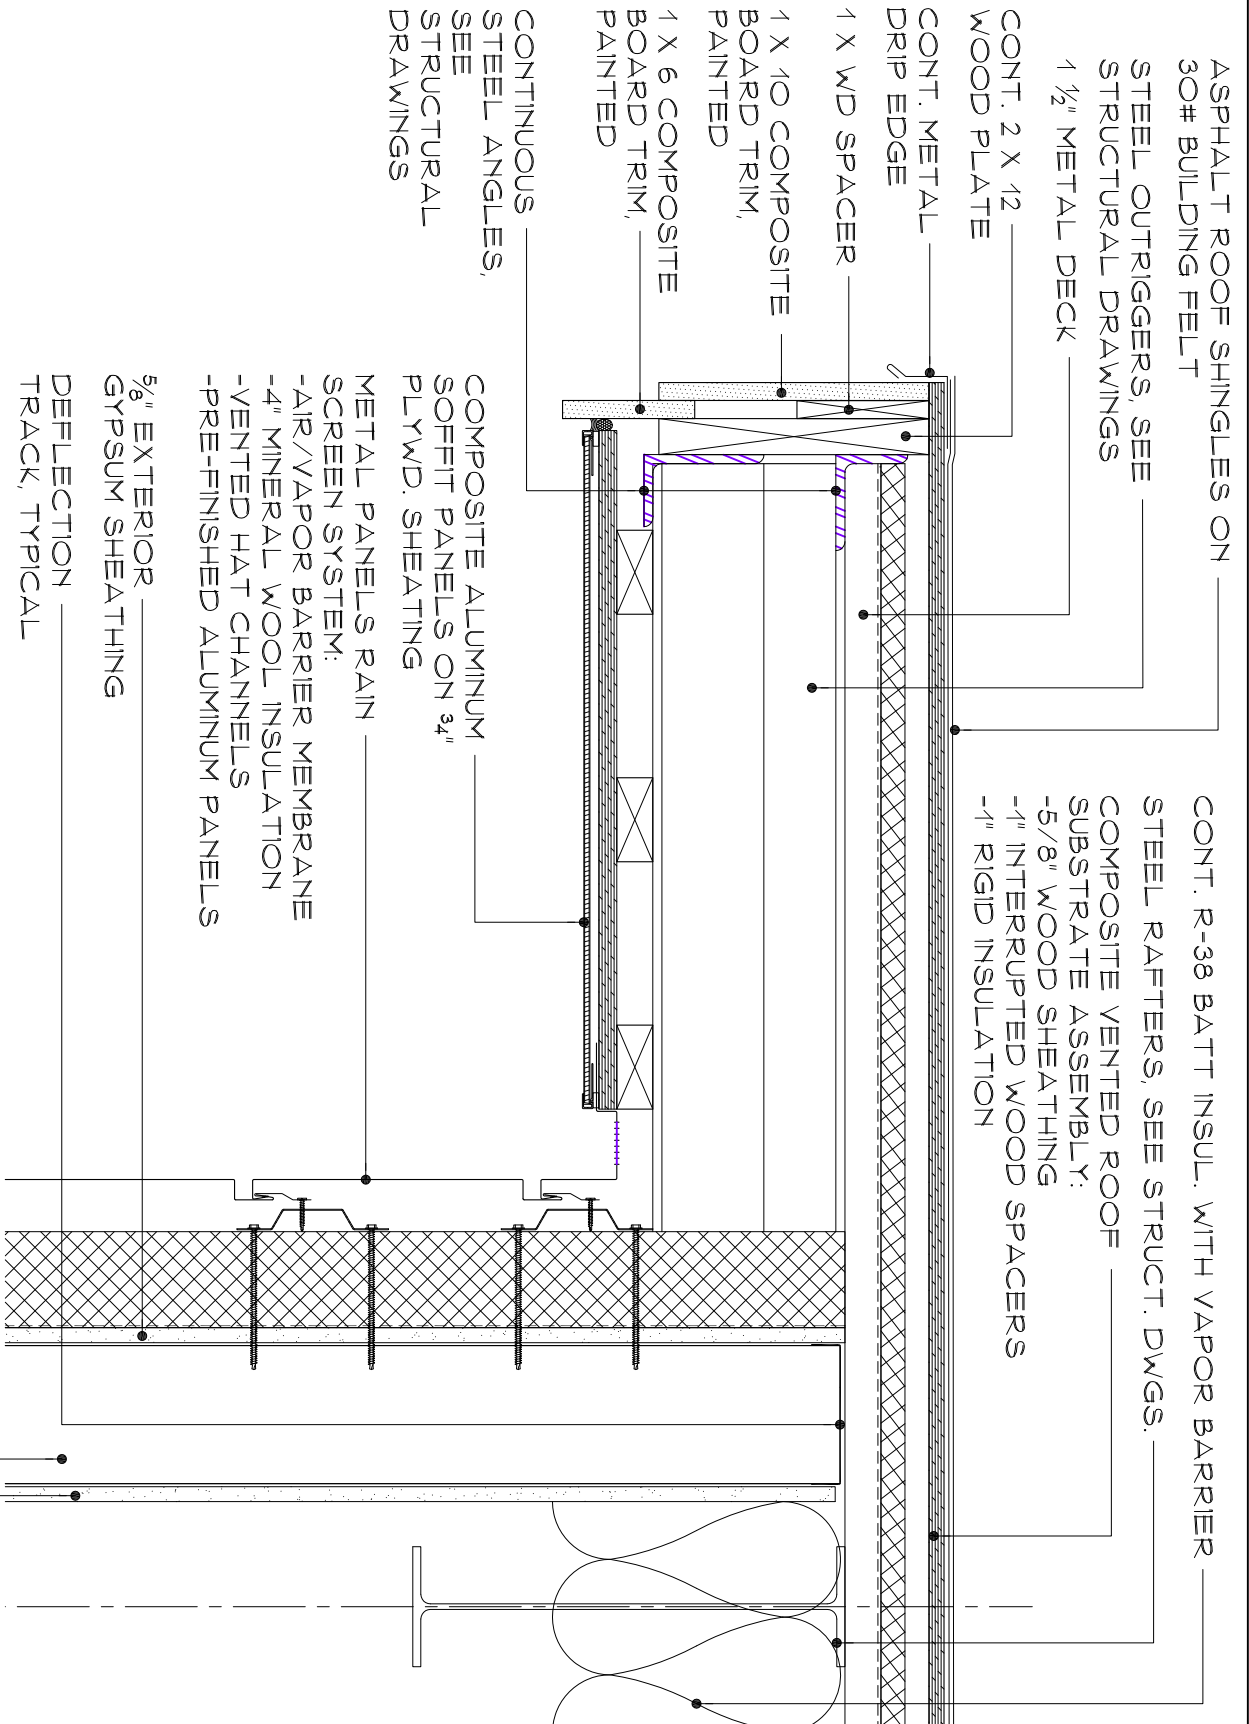 ASPHALT ROOF SHINGLES ON
30# BUILDING FELT
STEEL OUTRIGGERS, SEE
STRUCTURAL DRAWINGS
1 ½" METAL DECK
CONT. 2 X 12
WOOD PLATE
CONT. METAL
DRIP EDGE
1 X WD SPACER
1 X 10 COMPOSITE
BOARD TRIM,
PAINTED
1 X 6 COMPOSITE
BOARD TRIM,
PAINTED
CONTINUOUS
STEEL ANGLES,
SEE
STRUCTURAL
DRAWINGS
CONT. R-38 BATT INSUL. WITH VAPOR BARRIER
STEEL RAFTERS, SEE STRUCT. DWGS.
COMPOSITE VENTED ROOF
SUBSTRATE ASSEMBLY:
-5/8" WOOD SHEATHING
-1" INTERRUPTED WOOD SPACERS
-1" RIGID INSULATION
COMPOSITE ALUMINUM
SOFFIT PANELS ON ¾"
PLYWD. SHEATING
METAL PANELS RAIN
SCREEN SYSTEM:
-AIR/VAPOR BARRIER MEMBRANE
-4" MINERAL WOOL INSULATION
-VENTED HAT CHANNELS
-PRE-FINISHED ALUMINUM PANELS
⅝" EXTERIOR
GYPSUM SHEATHING
DEFLECTION
TRACK, TYPICAL